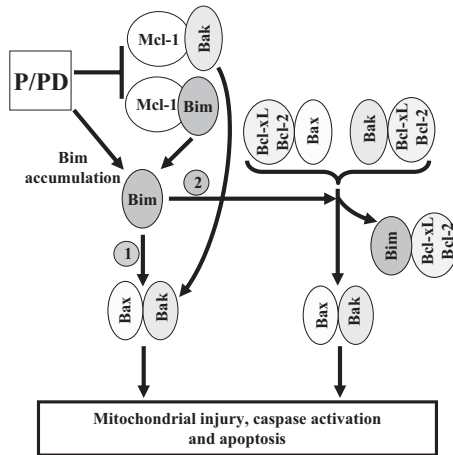 Mcl-1
Bak
P/PD
Mcl-1
Bim
Bcl-xL
Bcl-2
Bax
Bak
Bcl-xL
Bcl-2
Bim
accumulation
2
Bim
Bim
Bcl-xL
Bcl-2
1
Bax
Bak
Bax
Bak
Mitochondrial injury, caspase activation
and apoptosis